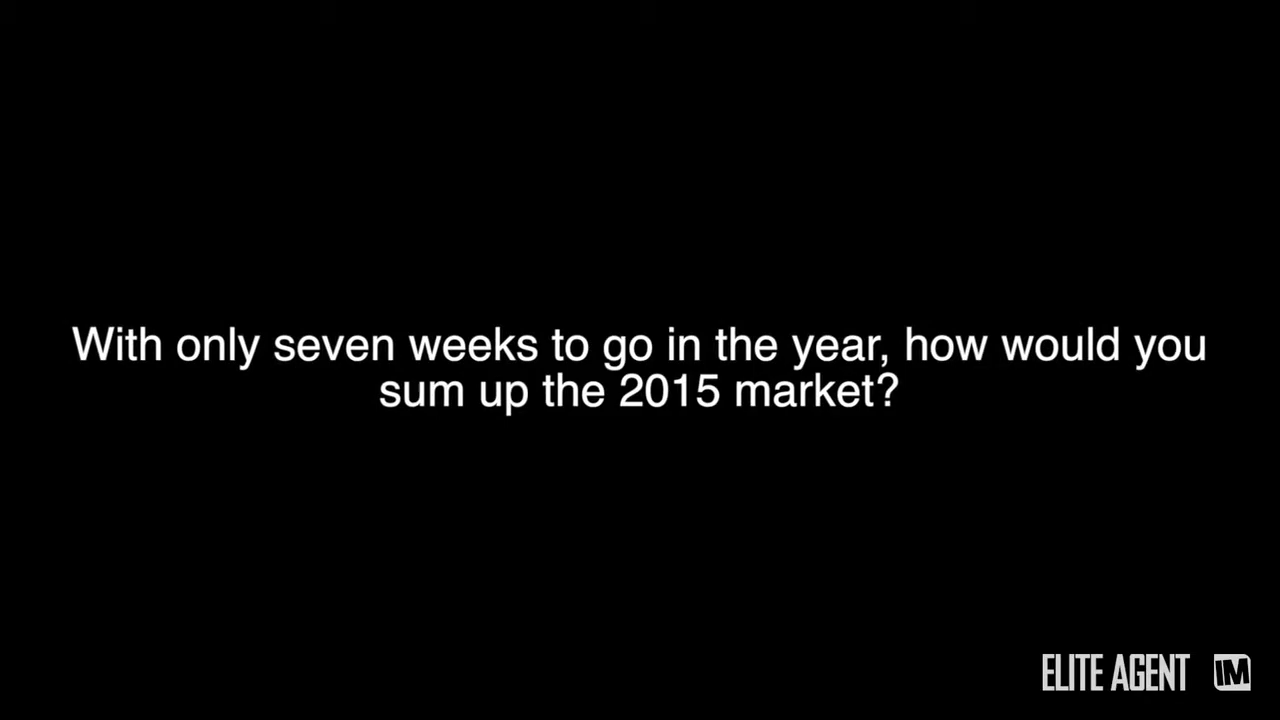 With only seven weeks to go in the year, how would you
sum up the 2015 market?
ELITE AGENT IM